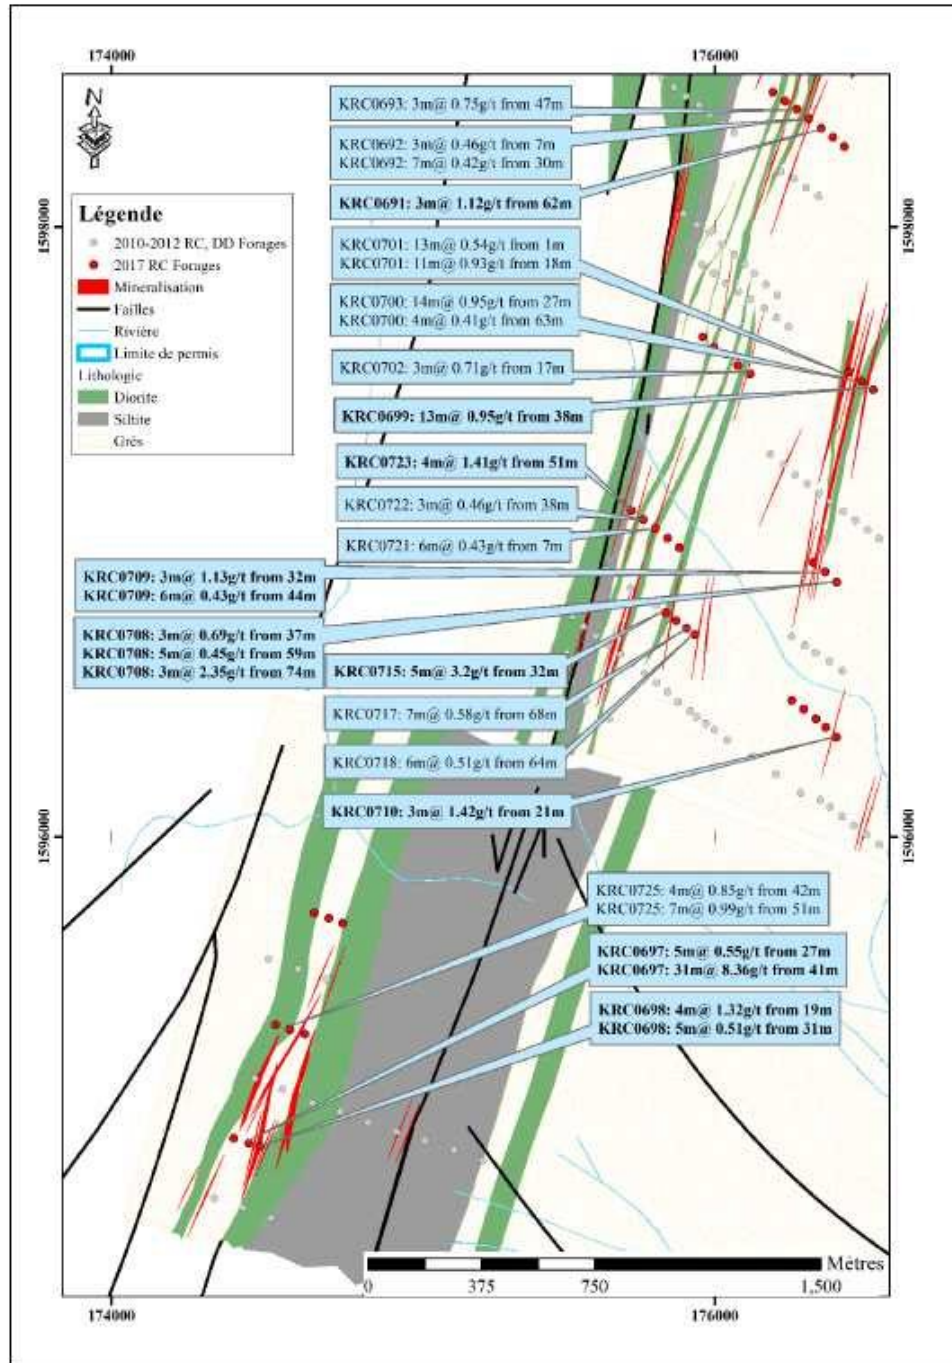 174000
176000
N
KRC0693: 3m@ 0.75g/t from 47m
KRC0692: 3m@ 0.46g/t from 7m
KRC0692: 7m@ 0.42g/t from 30m
KRC0691: 3m@ 1.12g/t from 62m
1598000
1598000
Légende
2010-2012 RC, DD Forages
2017 RC Forages
Mineralisation
Failles
Rivière
Limite de permis
Lithologie
Diorite
Siltite
Grès
KRC0701: 13m@ 0.54g/t from 1m
KRC0701: 11m@ 0.93g/t from 18m
KRC0700: 14m@ 0.95g/t from 27m
KRC0700: 4m@ 0.41g/t from 63m
KRC0702: 3m@ 0.71g/t from 17m
KRC0699: 13m@ 0.95g/t from 38m
KRC0723: 4m@ 1.41g/t from 51m
KRC0722: 3m@ 0.46g/t from 38m
KRC0721: 6m@ 0.43g/t from 7m
KRC0709: 3m@ 1.13g/t from 32m
KRC0709: 6m@ 0.43g/t from 44m
KRC0708: 3m@ 0.69g/t from 37m
KRC0708: 5m@ 0.45g/t from 59m
KRC0708: 3m@ 2.35g/t from 74m
KRC0715: 5m@ 3.2g/t from 32m
KRC0717: 7m@ 0.58g/t from 68m
KRC0718: 6m@ 0.51g/t from 64m
KRC0710: 3m@ 1.42g/t from 21m
1596000
1596000
KRC0725: 4m@ 0.85g/t from 42m
KRC0725: 7m@ 0.99g/t from 51m
KRC0697: 5m@ 0.55g/t from 27m
KRC0697: 31m@ 8.36g/t from 41m
KRC0698: 4m@ 1.32g/t from 19m
KRC0698: 5m@ 0.51g/t from 31m
Mètres
0 375 750 1,500
174000
176000